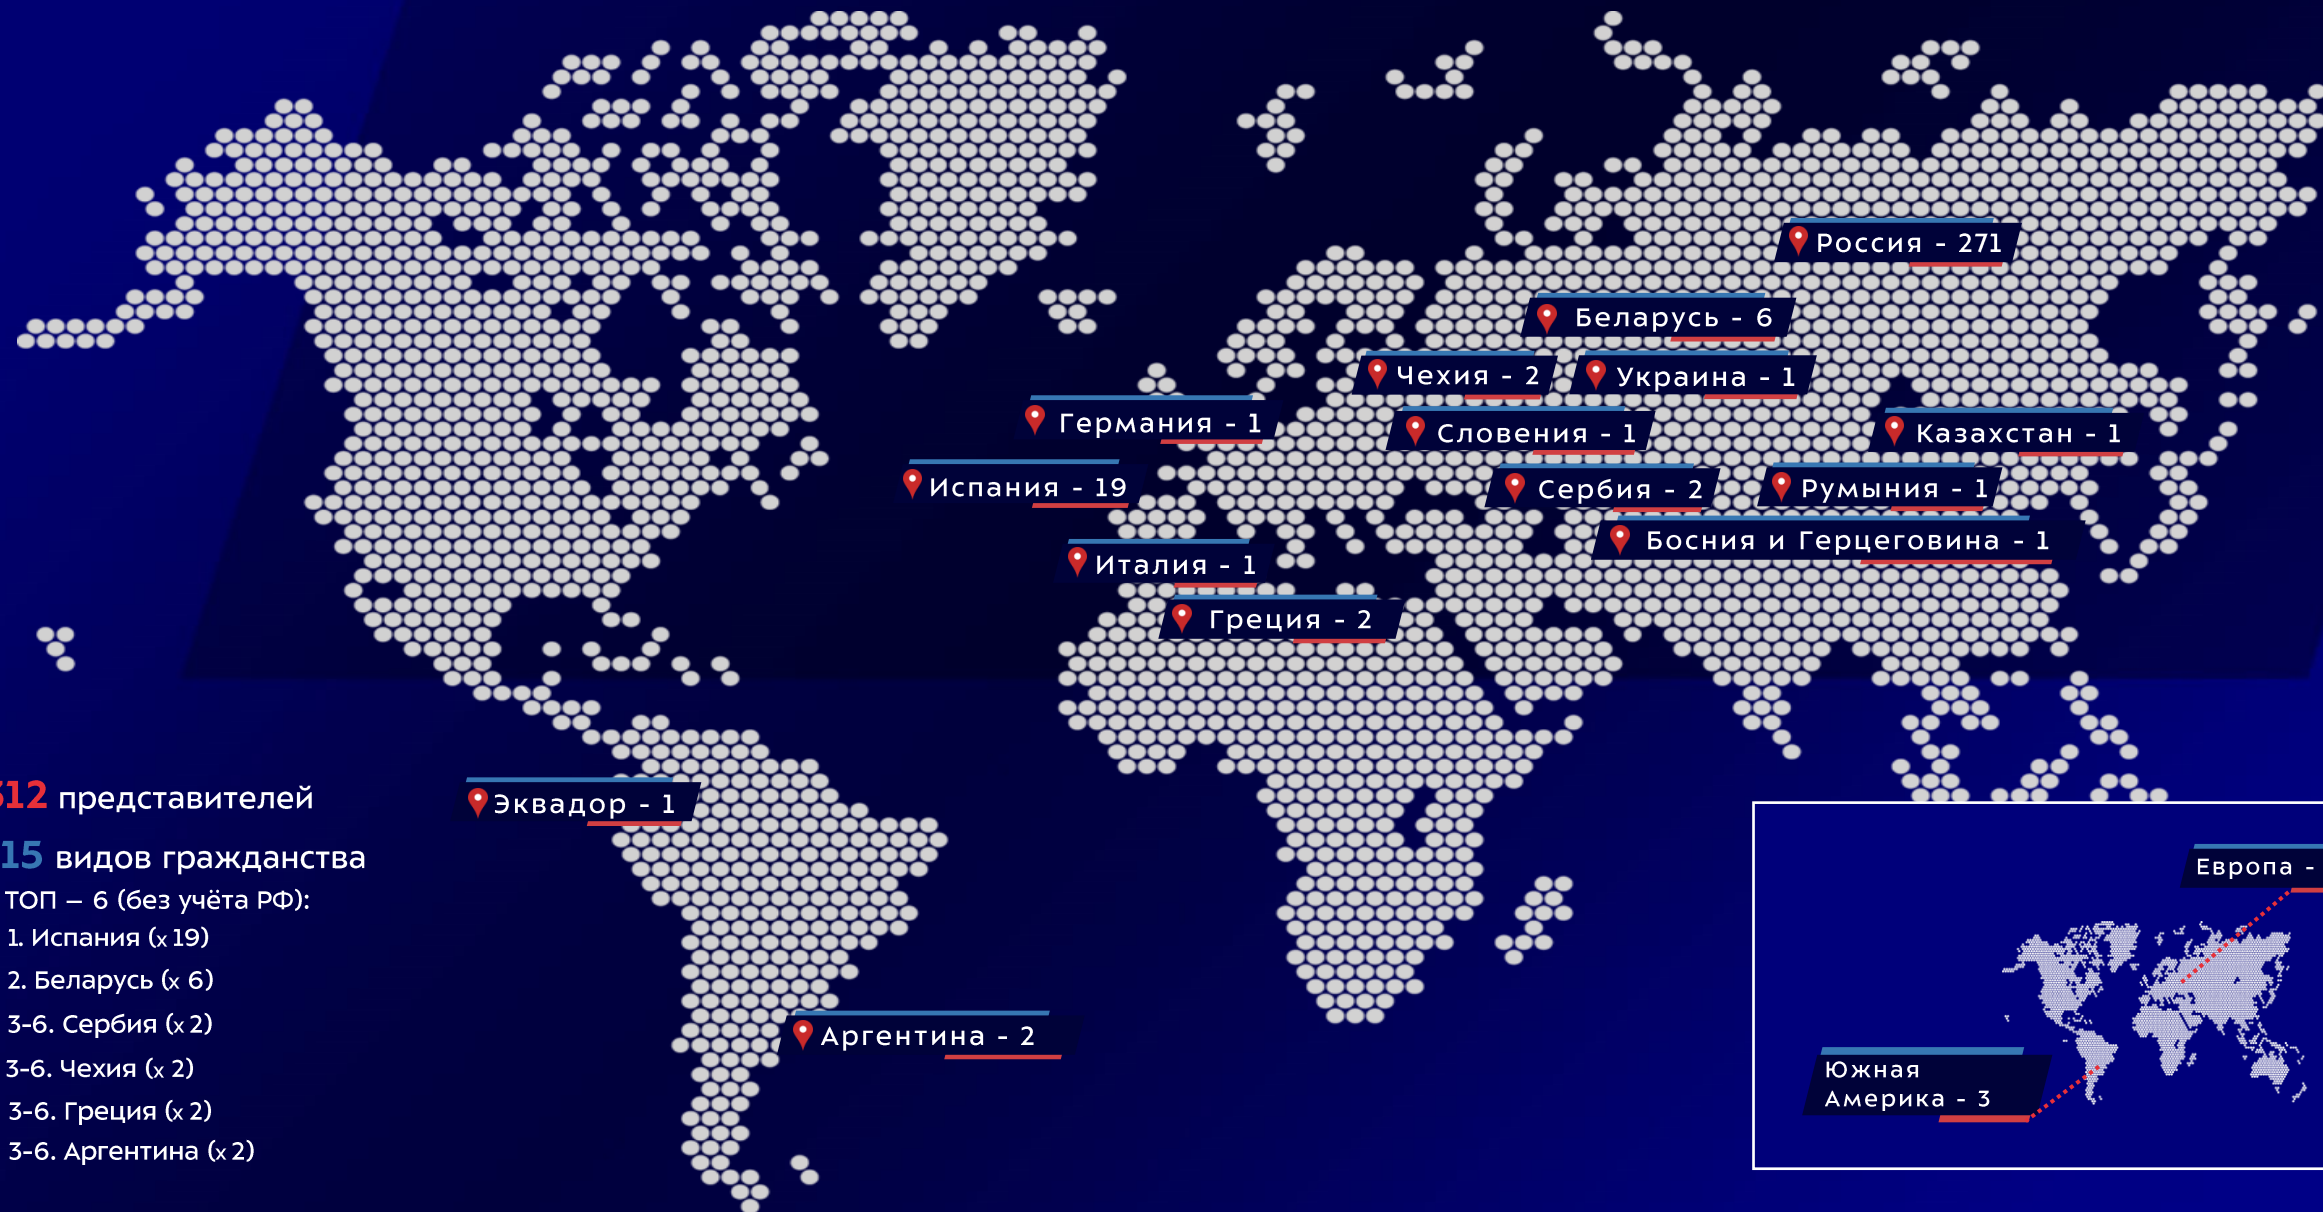 Россия - 271
Беларусь - 6
Чехия - 2
Украина - 1
Германия - 1
Словения - 1
Казахстан - 1
Испания - 19
Сербия - 2
Румыния - 1
Босния и Герцеговина - 1
Италия - 1
Греция - 2
Эквадор - 1
Аргентина - 2
312 представителей
15 видов гражданства
ТОП – 6 (без учёта РФ):
1. Испания (x 19)
2. Беларусь (x 6)
3-6. Сербия (x 2)
3-6. Чехия (x 2)
3-6. Греция (x 2)
3-6. Аргентина (x 2)
Европа -
Южная
Америка - 3